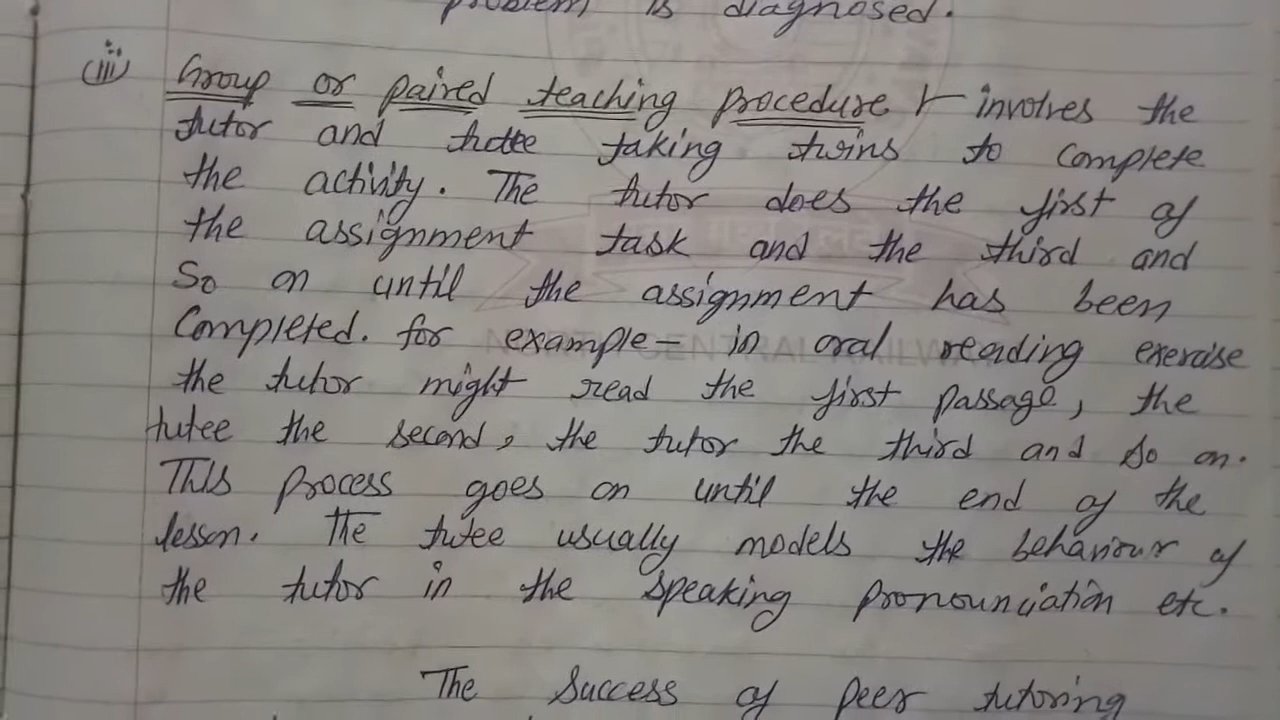 problem is diagnosed.
(iii) Group or paired teaching procedure :- involves the
tutor and tutee taking twins to complete
the activity. The tutor does the first of
the assignment task and the third and
So on until the assignment has been
Completed. for example - in oral reading exercise
the tutor might read the first passage, the
tutee the second, the tutor the third and so on.
This process goes on until the end of the
lesson. The tutee usually models the behaviour of
the tutor in the speaking pronounciation etc.
The Success of peer tutoring